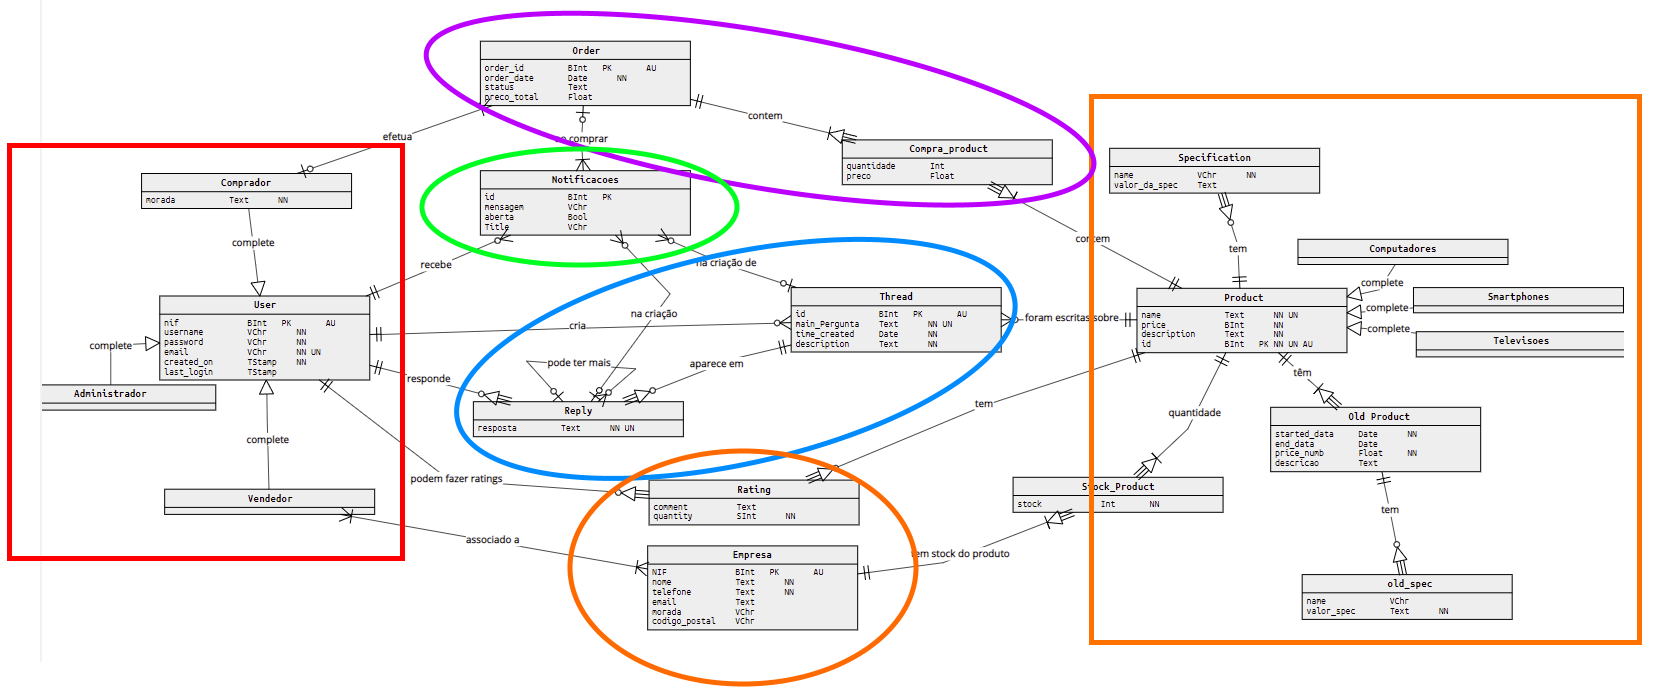 Order
order_id BInt PK AU
order_date Date NN
status Text
preco_total Float
efetua
contem
comprar
Compra_product
quantidade Int
preco Float
Specification
name VChr NN
valor_da_spec Text
Comprador
morada Text NN
Notificacoes
id BInt PK
mensagem VChr
aberta Bool
Title VChr
complete
recebe
na criação de
contem
tem
Computadores
complete
User
nif BInt PK AU
username VChr NN
password VChr NN
email VChr NN UN
created_on TStamp NN
last_login TStamp
complete
Administrador
cria
na criação
Thread
id BInt PK AU
main_Pergunta Text NN UN
time_created Date NN
description Text NN
foram escritas sobre
Product
name Text NN UN
price BInt NN
description Text NN
id BInt PK NN UN AU
Smartphones
complete
complete
Televisoes
responde
pode ter mais
aparece em
Reply
resposta Text NN UN
tem
quantidade
têm
Old Product
started_data Date NN
end_data Date
price_numb Float NN
descricao Text
complete
Vendedor
podem fazer ratings
Rating
comment Text
quantity SInt NN
Stock_Product
stock Int NN
tem
associado a
tem stock do produto
Empresa
NIF BInt PK AU
nome Text NN
telefone Text NN
email Text
morada VChr
codigo_postal VChr
old_spec
name VChr
valor_spec Text NN